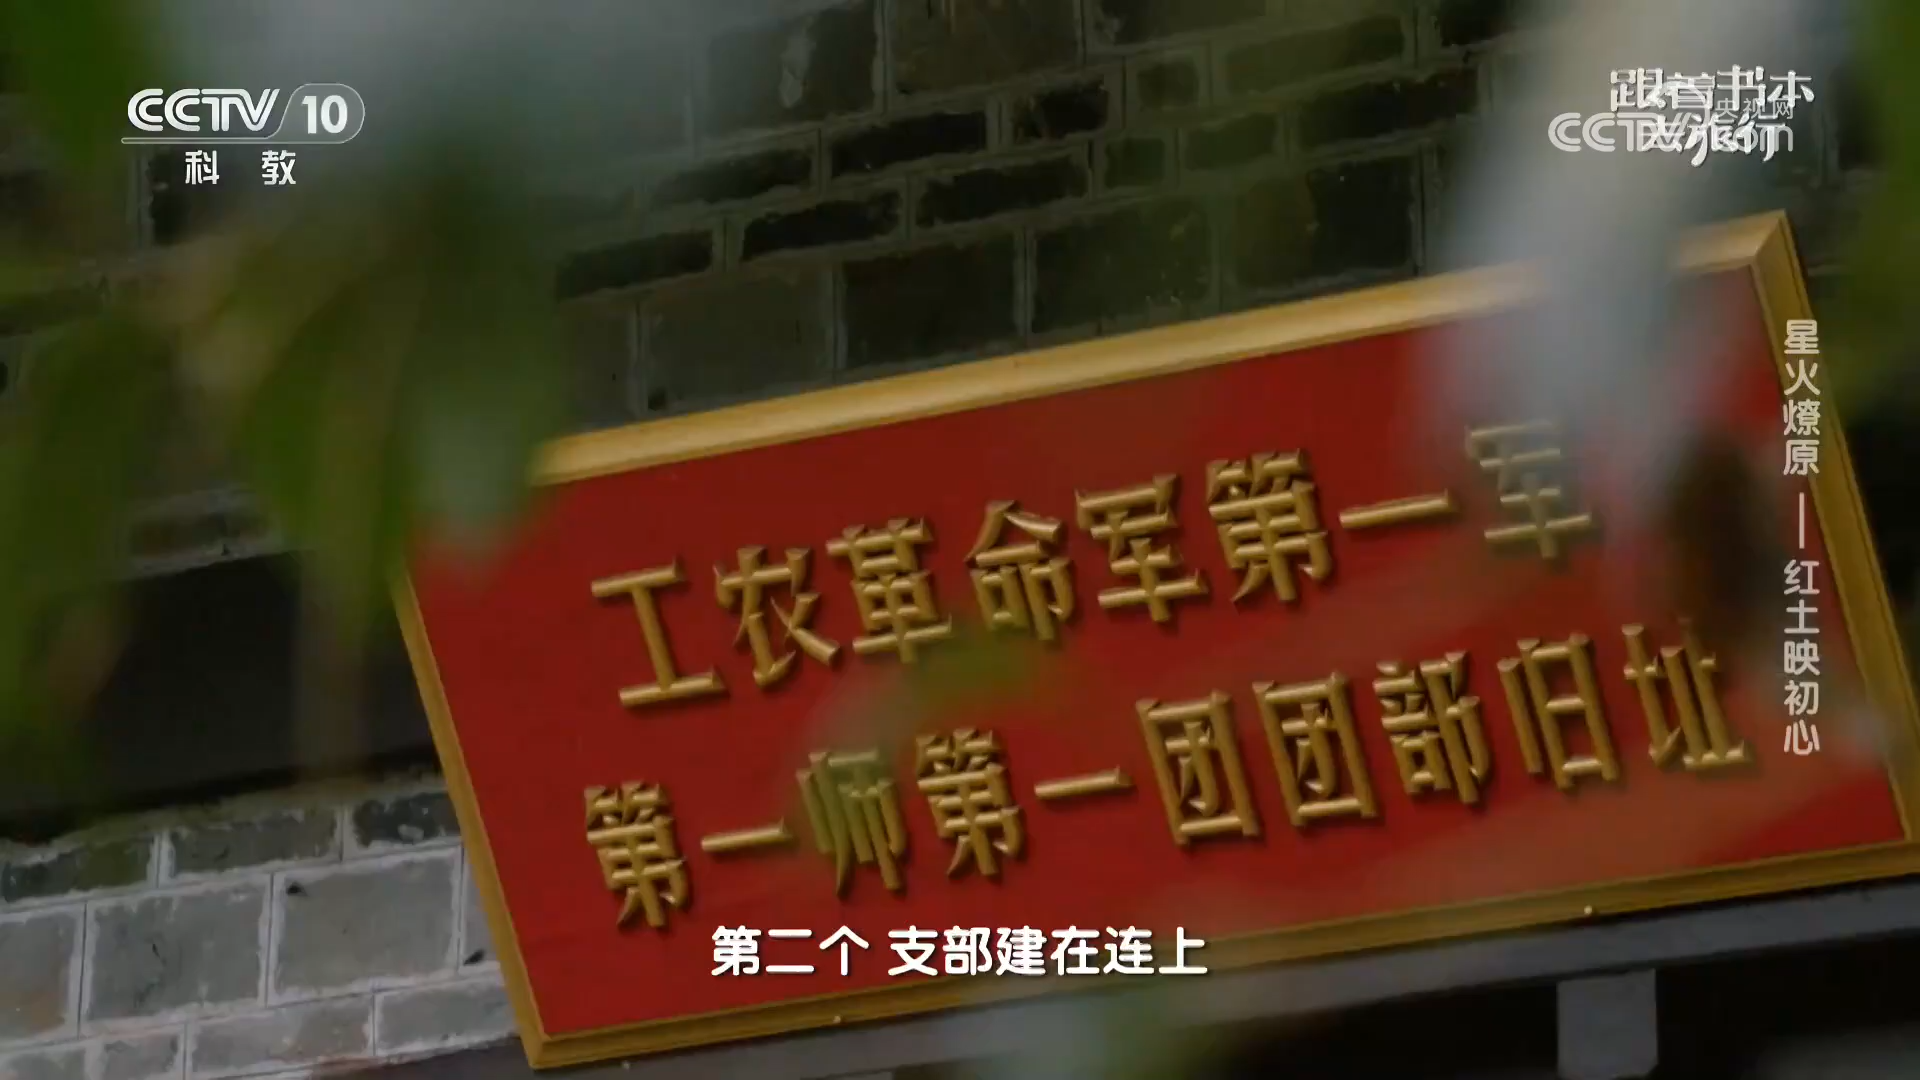 CCTV 10
科 教
跟着书本
去旅行
央视网
CCTV.com
星火燎原 — 红土映初心
工农革命军第一军
第一师第一团团部旧址
第二个 支部建在连上